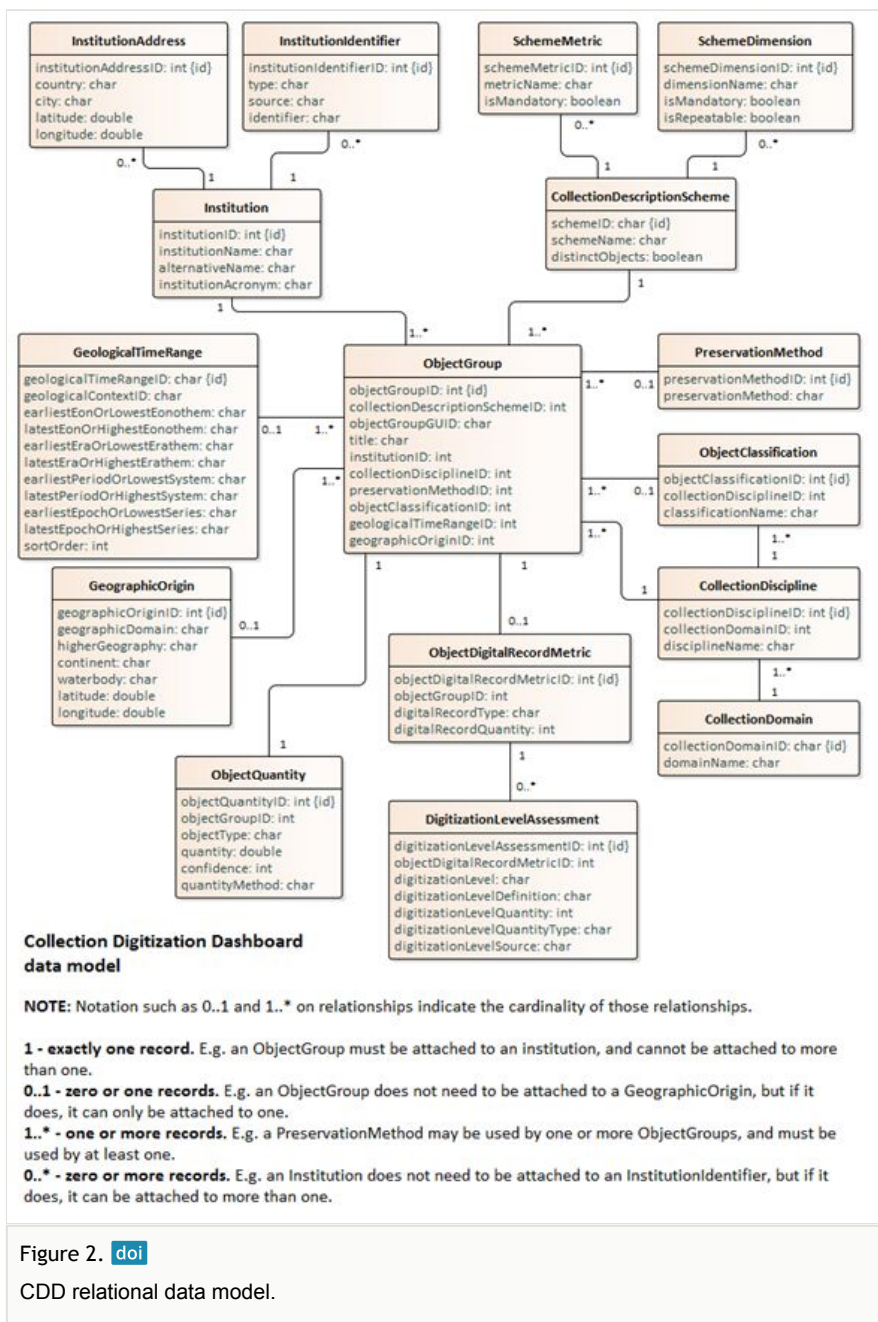 InstitutionAddress
institutionAddressID: int {id}
country: char
city: char
latitude: double
longitude: double
InstitutionIdentifier
institutionIdentifierID: int {id}
type: char
source: char
identifier: char
SchemeMetric
schemeMetricID: int {id}
metricName: char
isMandatory: boolean
SchemeDimension
schemeDimensionID: int {id}
dimensionName: char
isMandatory: boolean
isRepeatable: boolean
0..*
0..*
0..*
0..*
1
1
1
1
Institution
institutionID: int {id}
institutionName: char
alternativeName: char
institutionAcronym: char
CollectionDescriptionScheme
schemeID: char {id}
schemeName: char
distinctObjects: boolean
1
1
1..*
1..*
GeologicalTimeRange
geologicalTimeRangeID: char {id}
geologicalContextID: char
earliestEonOrLowestEonothem: char
latestEonOrHighestEonothem: char
earliestEraOrLowestErathem: char
latestEraOrHighestErathem: char
earliestPeriodOrLowestSystem: char
latestPeriodOrHighestSystem: char
earliestEpochOrLowestSeries: char
latestEpochOrHighestSeries: char
sortOrder: int
0..1
1..*
1..*
ObjectGroup
objectGroupID: int {id}
collectionDescriptionSchemeID: int
objectGroupGUID: char
title: char
institutionID: int
collectionDisciplineID: int
preservationMethodID: int
objectClassificationID: int
geologicalTimeRangeID: int
geographicOriginID: int
1..*
0..1
PreservationMethod
preservationMethodID: int {id}
preservationMethod: char
1..*
0..1
ObjectClassification
objectClassificationID: int {id}
collectionDisciplineID: int
classificationName: char
1..*
1..*
1
1
CollectionDiscipline
collectionDisciplineID: int {id}
collectionDomainID: int
disciplineName: char
1..*
1
CollectionDomain
collectionDomainID: char {id}
domainName: char
GeographicOrigin
geographicOriginID: int {id}
geographicDomain: char
higherGeography: char
continent: char
waterbody: char
latitude: double
longitude: double
0..1
1
1
0..1
ObjectDigitalRecordMetric
objectDigitalRecordMetricID: int {id}
objectGroupID: int
digitalRecordType: char
digitalRecordQuantity: int
1
ObjectQuantity
objectQuantityID: int {id}
objectGroupID: int
objectType: char
quantity: double
confidence: int
quantityMethod: char
1
0..*
DigitizationLevelAssessment
digitizationLevelAssessmentID: int {id}
objectDigitalRecordMetricID: int
digitizationLevel: char
digitizationLevelDefinition: char
digitizationLevelQuantity: int
digitizationLevelQuantityType: char
digitizationLevelSource: char
Collection Digitization Dashboard
data model
NOTE: Notation such as 0..1 and 1..* on relationships indicate the cardinality of those relationships.
1 - exactly one record. E.g. an ObjectGroup must be attached to an institution, and cannot be attached to more
than one.
0..1 - zero or one records. E.g. an ObjectGroup does not need to be attached to a GeographicOrigin, but if it
does, it can only be attached to one.
1..* - one or more records. E.g. a PreservationMethod may be used by one or more ObjectGroups, and must be
used by at least one.
0..* - zero or more records. E.g. an Institution does not need to be attached to an InstitutionIdentifier, but if it
does, it can be attached to more than one.
Figure 2. doi
CDD relational data model.